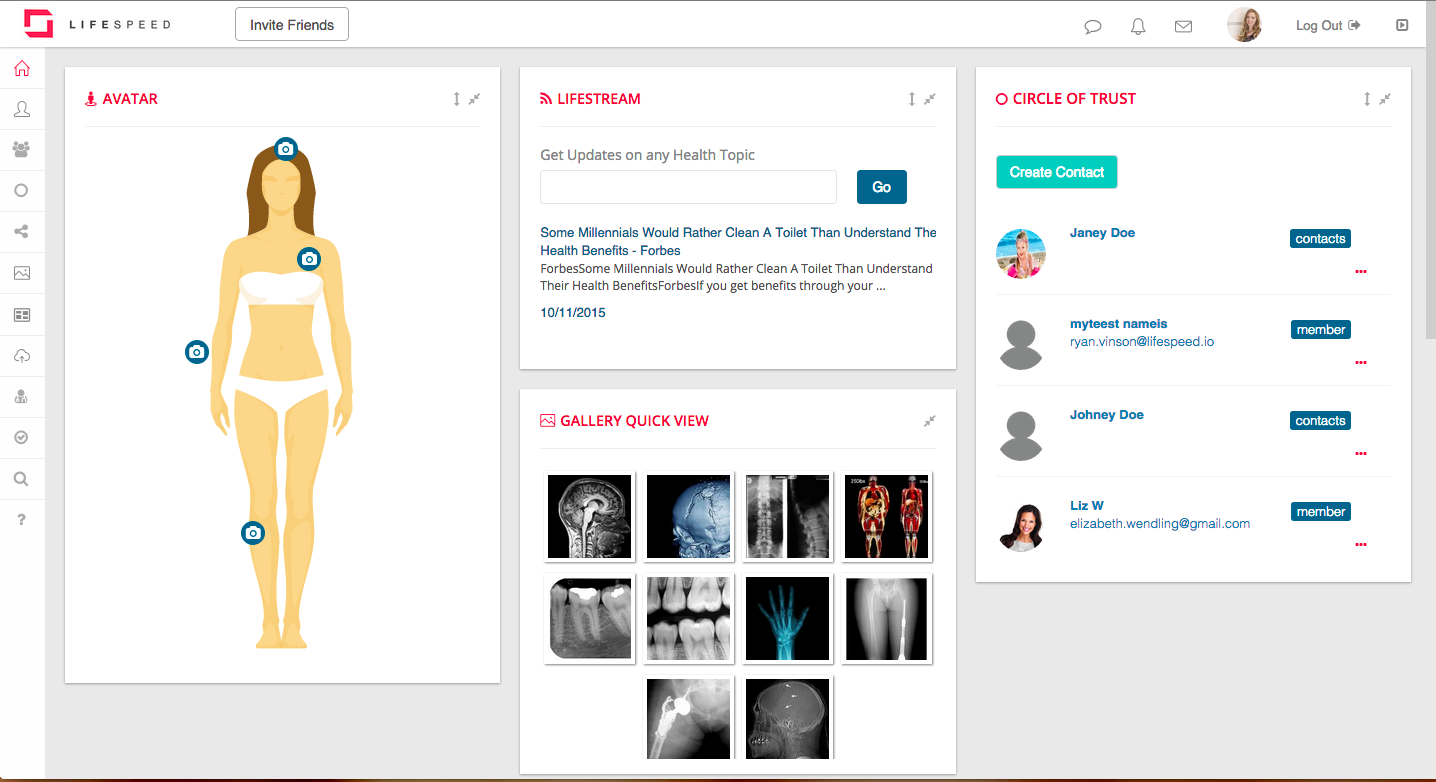 LIFESPEED
Invite Friends
Log Out
AVATAR
LIFESTREAM
Get Updates on any Health Topic
Go
Some Millennials Would Rather Clean A Toilet Than Understand The
Health Benefits - Forbes
ForbesSome Millennials Would Rather Clean A Toilet Than Understand
Their Health BenefitsForbesIf you get benefits through your ...
10/11/2015
GALLERY QUICK VIEW
250lbs
CIRCLE OF TRUST
Create Contact
Janey Doe
contacts
myteest nameis
member
ryan.vinson@lifespeed.io
Johney Doe
contacts
Liz W
member
elizabeth.wendling@gmail.com